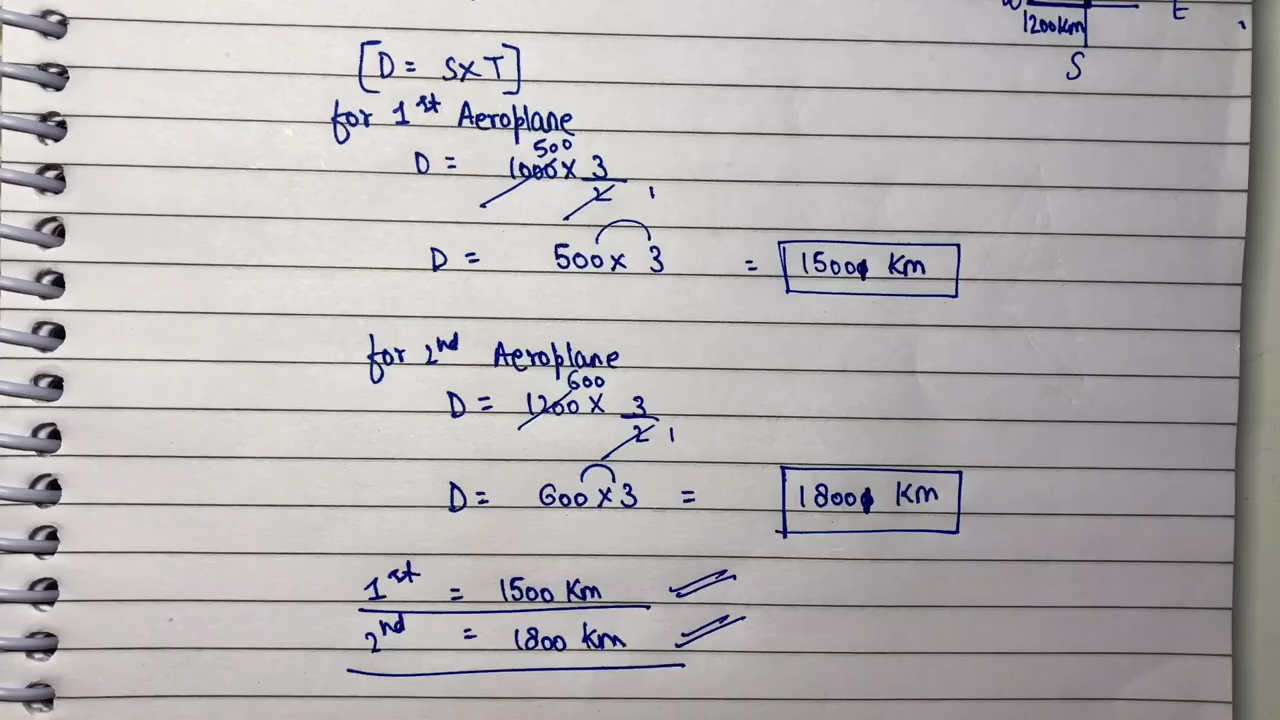 W E
1200km
S
[D = S×T]
for 1st Aeroplane
500
D = 1000 × 3/2 1
D = 500 × 3 = 1500 Km
for 2nd Aeroplane
600
D = 1200 × 3/2 1
D = 600 × 3 = 1800 Km
1st = 1500 Km
2nd = 1800 km